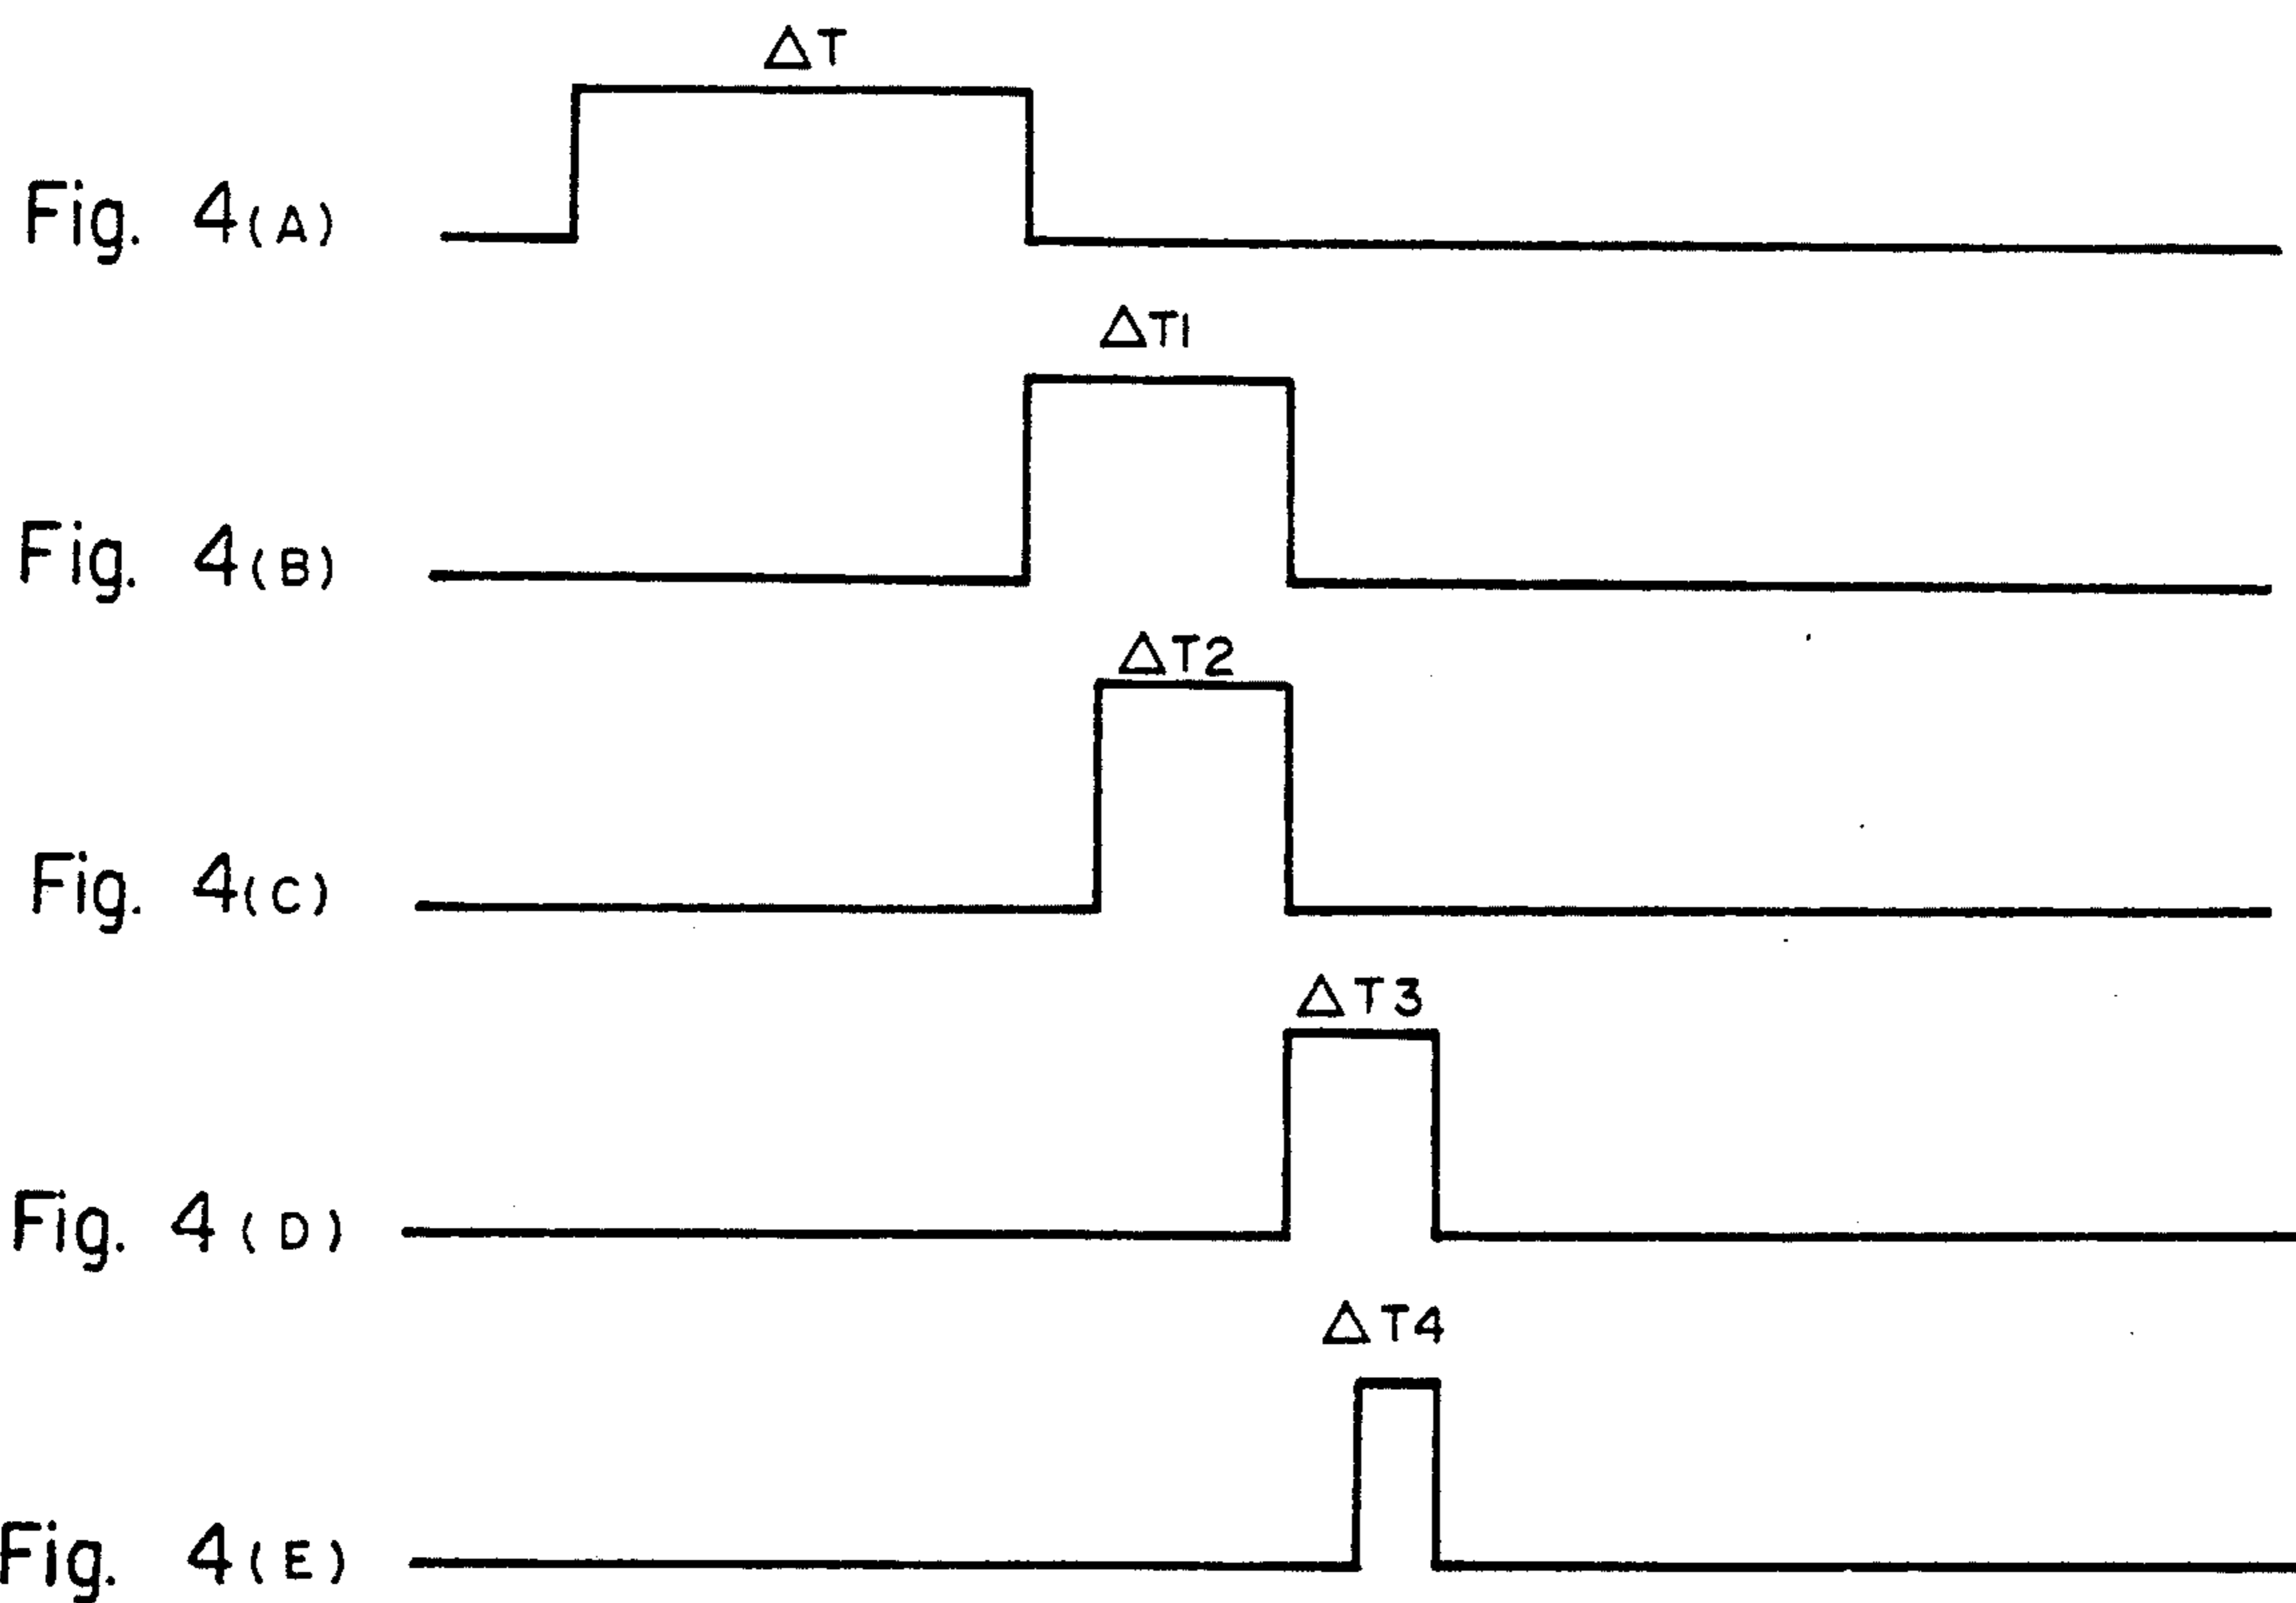 ΔT
Fig. 4(A)
ΔT1
Fig. 4(B)
ΔT2
Fig. 4(C)
ΔT3
Fig. 4(D)
ΔT4
Fig. 4(E)